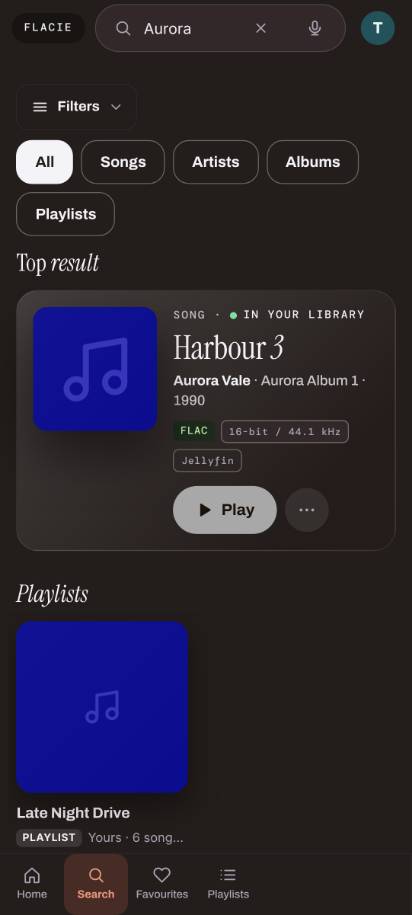 FLACIE
Aurora
T
Filters
All
Songs
Artists
Albums
Playlists
Top result
SONG · IN YOUR LIBRARY
Harbour 3
Aurora Vale · Aurora Album 1 ·
1990
FLAC
16-bit / 44.1 kHz
Jellyfin
Play
Playlists
Late Night Drive
PLAYLIST Yours · 6 song...
Home
Search
Favourites
Playlists